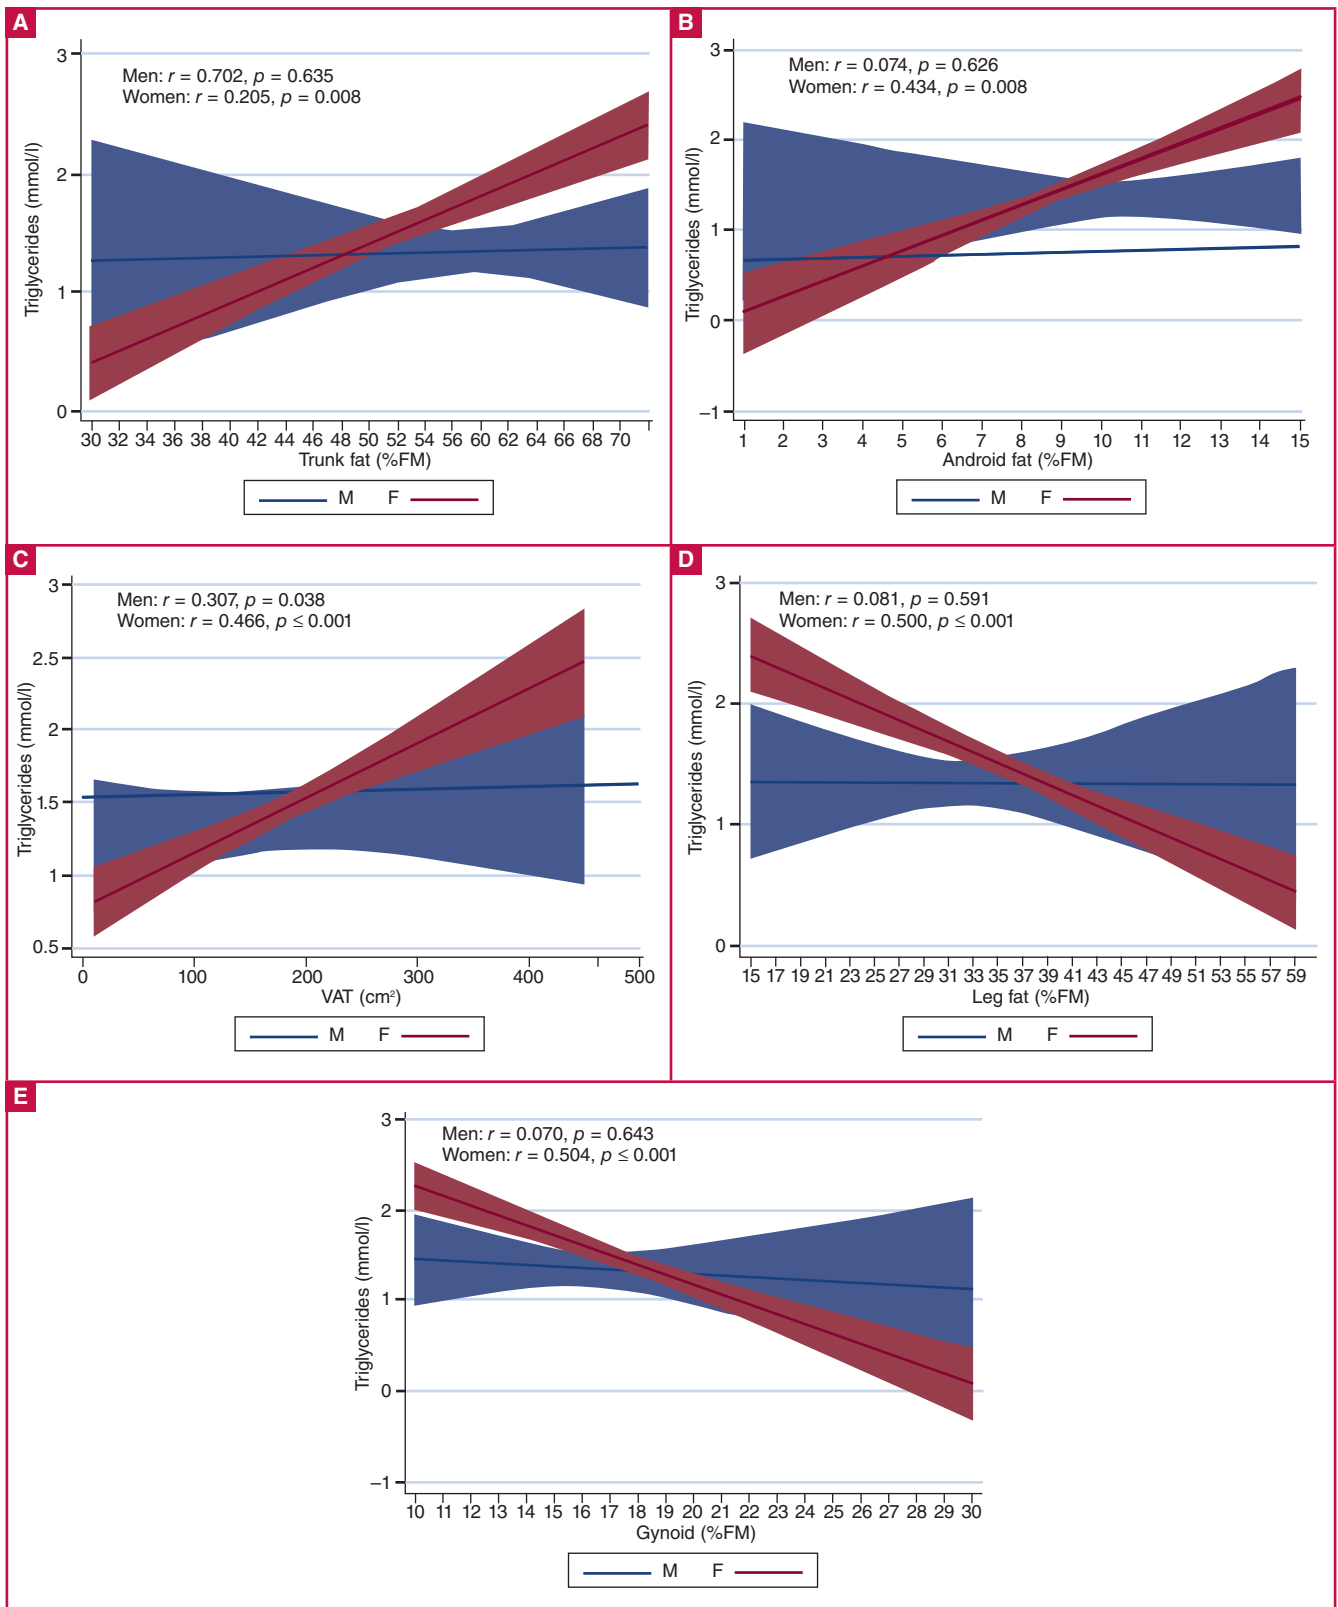 A
Men: r = 0.702, p = 0.635
Women: r = 0.205, p = 0.008
Triglycerides (mmol/l)
3
2
1
0
30 32 34 36 38 40 42 44 46 48 50 52 54 56 60 62 64 66 68 70
Trunk fat (%FM)
M F
B
Men: r = 0.074, p = 0.626
Women: r = 0.434, p = 0.008
Triglycerides (mmol/l)
3
2
1
0
–1
1 2 3 4 5 6 7 8 9 10 11 12 13 14 15
Android fat (%FM)
M F
C
Men: r = 0.307, p = 0.038
Women: r = 0.466, p ≤ 0.001
Triglycerides (mmol/l)
3
2.5
2
1.5
1
0.5
0 100 200 300 400 500
VAT (cm²)
M F
D
Men: r = 0.081, p = 0.591
Women: r = 0.500, p ≤ 0.001
Triglycerides (mmol/l)
3
2
1
0
15 17 19 21 23 25 27 29 31 33 35 37 39 41 43 45 47 49 51 53 55 57 59
Leg fat (%FM)
M F
E
Men: r = 0.070, p = 0.643
Women: r = 0.504, p ≤ 0.001
Triglycerides (mmol/l)
3
2
1
0
–1
10 11 12 13 14 15 16 17 18 19 20 21 22 23 24 25 26 27 28 29 30
Gynoid (%FM)
M F